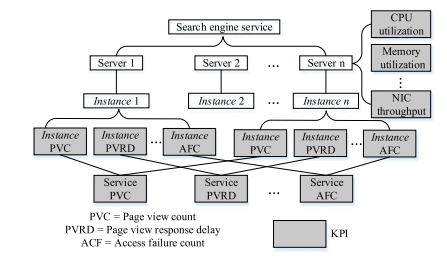 Search engine service
CPU
utilization
Server 1
Server 2
...
Server n
Memory
utilization
Instance 1
Instance 2
...
Instance n
NIC
throughput
Instance
PVC
Instance
PVRD
...
Instance
AFC
Instance
PVC
Instance
PVRD
...
Instance
AFC
Service
PVC
Service
PVRD
...
Service
AFC
PVC = Page view count
PVRD = Page view response delay
ACF = Access failure count
KPI